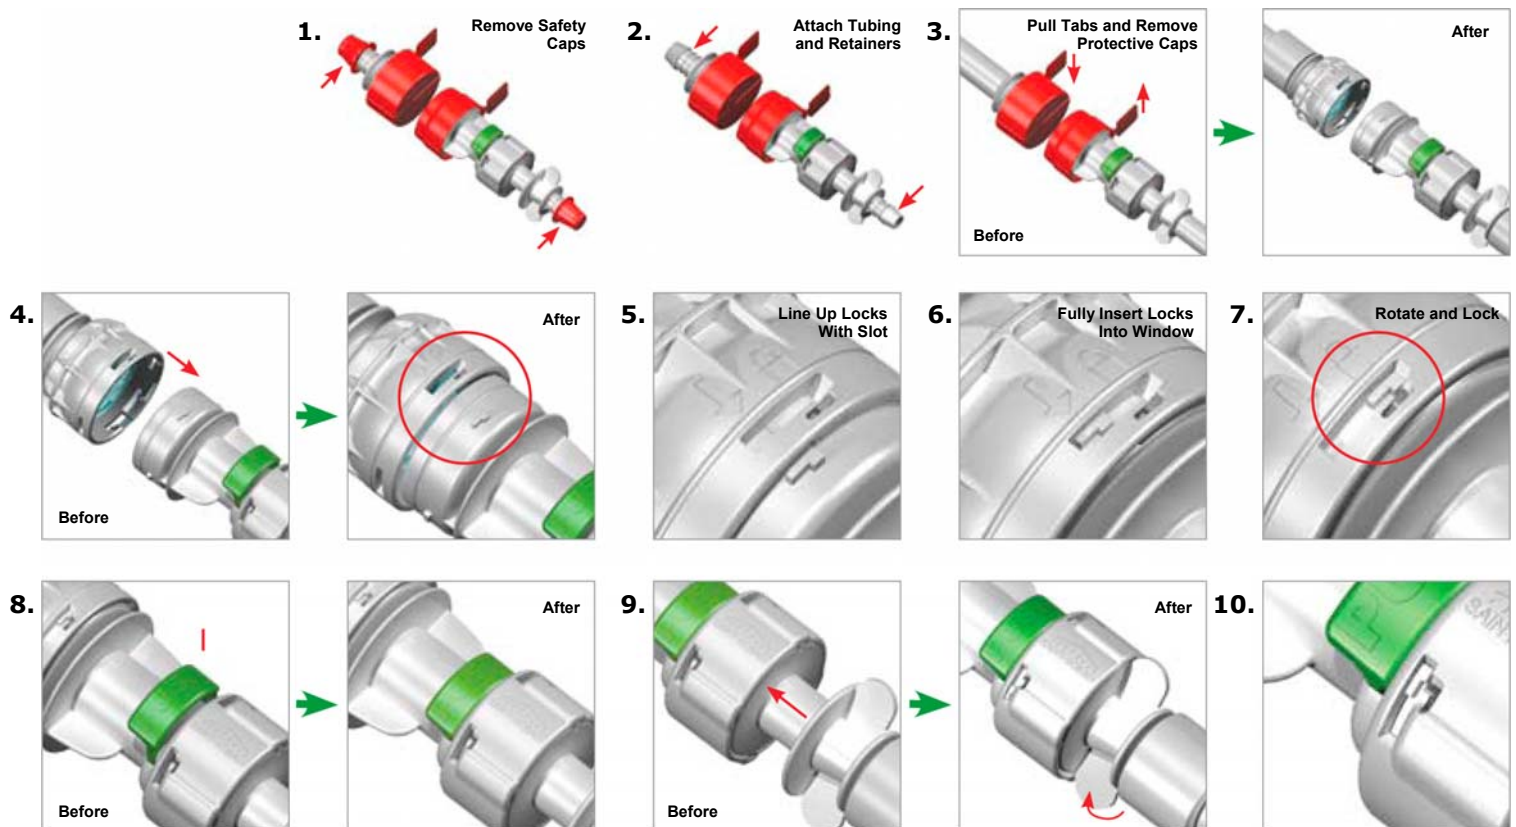 1.
Remove Safety
Caps
2.
Attach Tubing
and Retainers
3.
Pull Tabs and Remove
Protective Caps
Before
After
4.
Before
After
5.
Line Up Locks
With Slot
6.
Fully Insert Locks
Into Window
7.
Rotate and Lock
8.
Before
After
9.
Before
After
10.